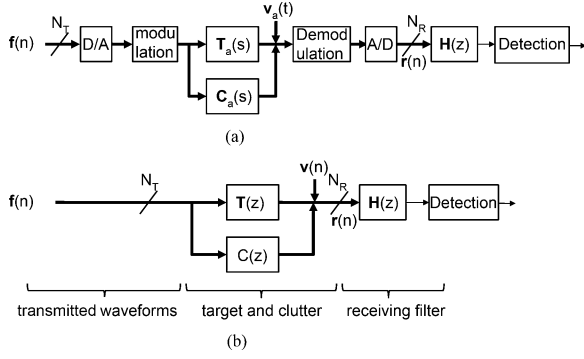 f(n) N_T D/A modu lation T_a(s) C_a(s) v_a(t) Demod ulation A/D N_R r(n) H(z) Detection
(a)
f(n) N_T T(z) C(z) v(n) N_R r(n) H(z) Detection
transmitted waveforms target and clutter receiving filter
(b)